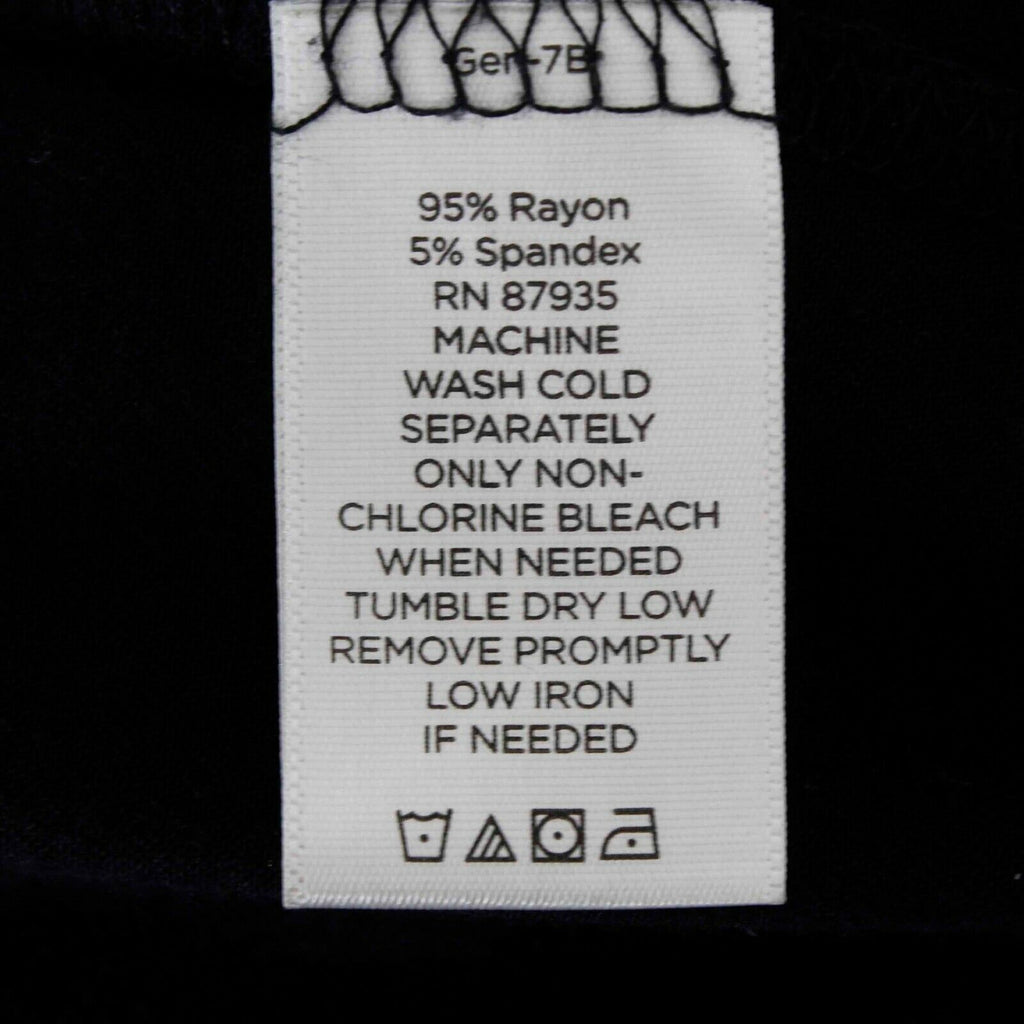 Gen-7B
95% Rayon
5% Spandex
RN 87935
MACHINE
WASH COLD
SEPARATELY
ONLY NON-
CHLORINE BLEACH
WHEN NEEDED
TUMBLE DRY LOW
REMOVE PROMPTLY
LOW IRON
IF NEEDED